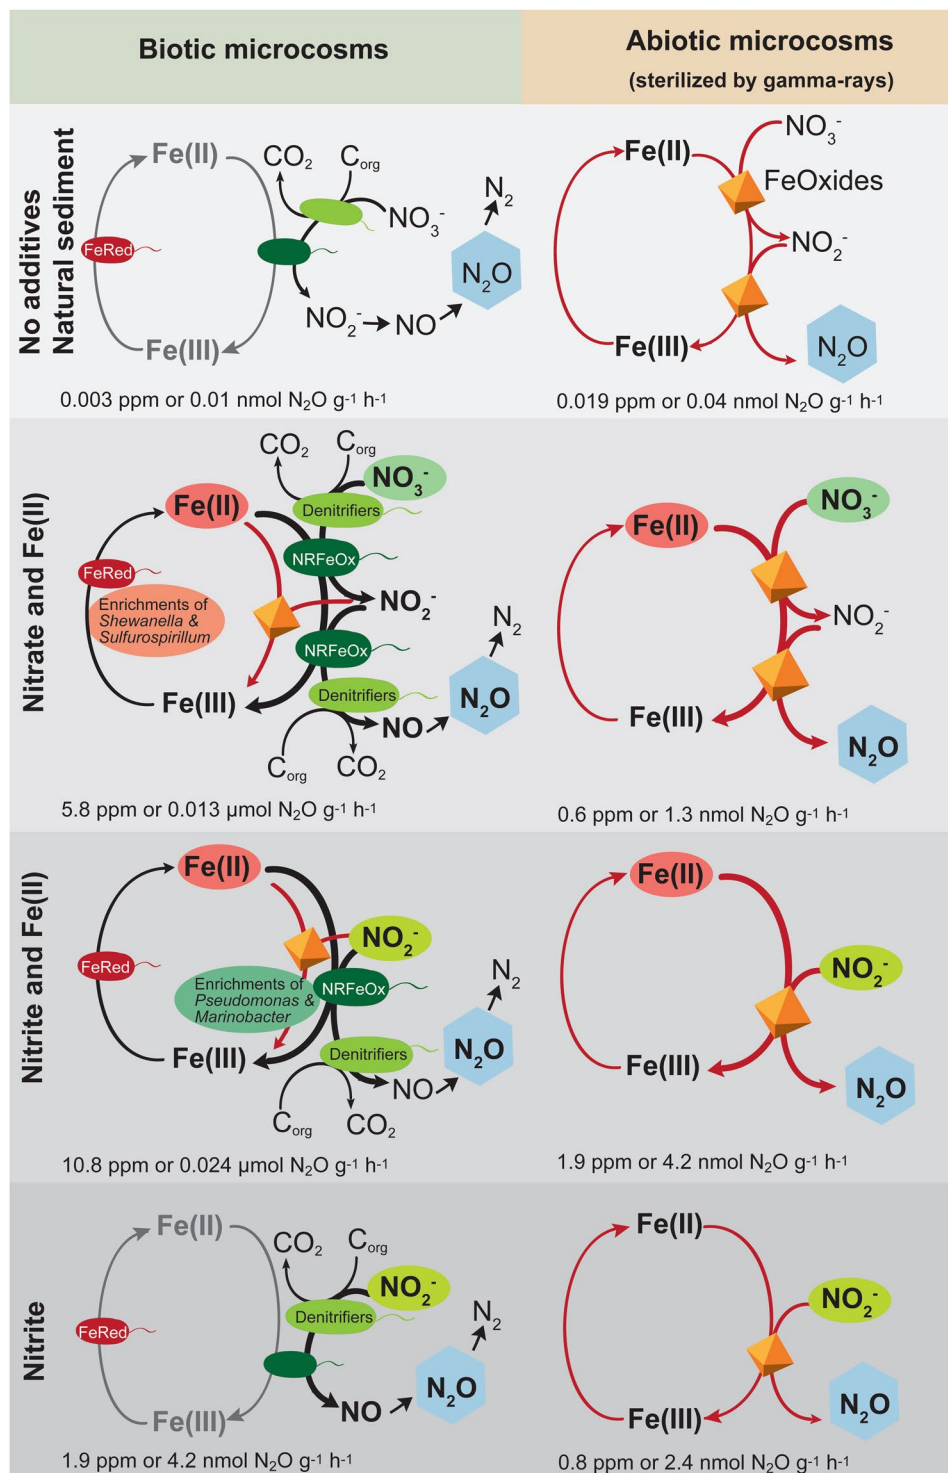 Biotic microcosms
Abiotic microcosms
(sterilized by gamma-rays)
No additives
Natural sediment
Fe(II)
CO₂
Corg
FeRed
NO₃⁻
N₂
N₂O
NO₂⁻
NO
Fe(III)
0.003 ppm or 0.01 nmol N₂O g⁻¹ h⁻¹
Fe(II)
NO₃⁻
FeOxides
NO₂⁻
Fe(III)
N₂O
0.019 ppm or 0.04 nmol N₂O g⁻¹ h⁻¹
Nitrate and Fe(II)
CO₂
Corg
NO₃⁻
Fe(II)
Denitrifiers
NRFeOx
FeRed
Enrichments of
Shewanella &
Sulfurospirillum
NO₂⁻
N₂
NRFeOx
Denitrifiers
N₂O
Fe(III)
NO
Corg
CO₂
5.8 ppm or 0.013 µmol N₂O g⁻¹ h⁻¹
NO₃⁻
Fe(II)
NO₂⁻
Fe(III)
N₂O
0.6 ppm or 1.3 nmol N₂O g⁻¹ h⁻¹
Nitrite and Fe(II)
Fe(II)
NO₂⁻
FeRed
Enrichments of
Pseudomonas &
Marinobacter
NRFeOx
N₂
N₂O
Fe(III)
Denitrifiers
NO
Corg
CO₂
10.8 ppm or 0.024 µmol N₂O g⁻¹ h⁻¹
Fe(II)
NO₂⁻
Fe(III)
N₂O
1.9 ppm or 4.2 nmol N₂O g⁻¹ h⁻¹
Nitrite
Fe(II)
CO₂
Corg
NO₂⁻
Denitrifiers
FeRed
N₂
N₂O
NO
Fe(III)
1.9 ppm or 4.2 nmol N₂O g⁻¹ h⁻¹
Fe(II)
NO₂⁻
Fe(III)
N₂O
0.8 ppm or 2.4 nmol N₂O g⁻¹ h⁻¹